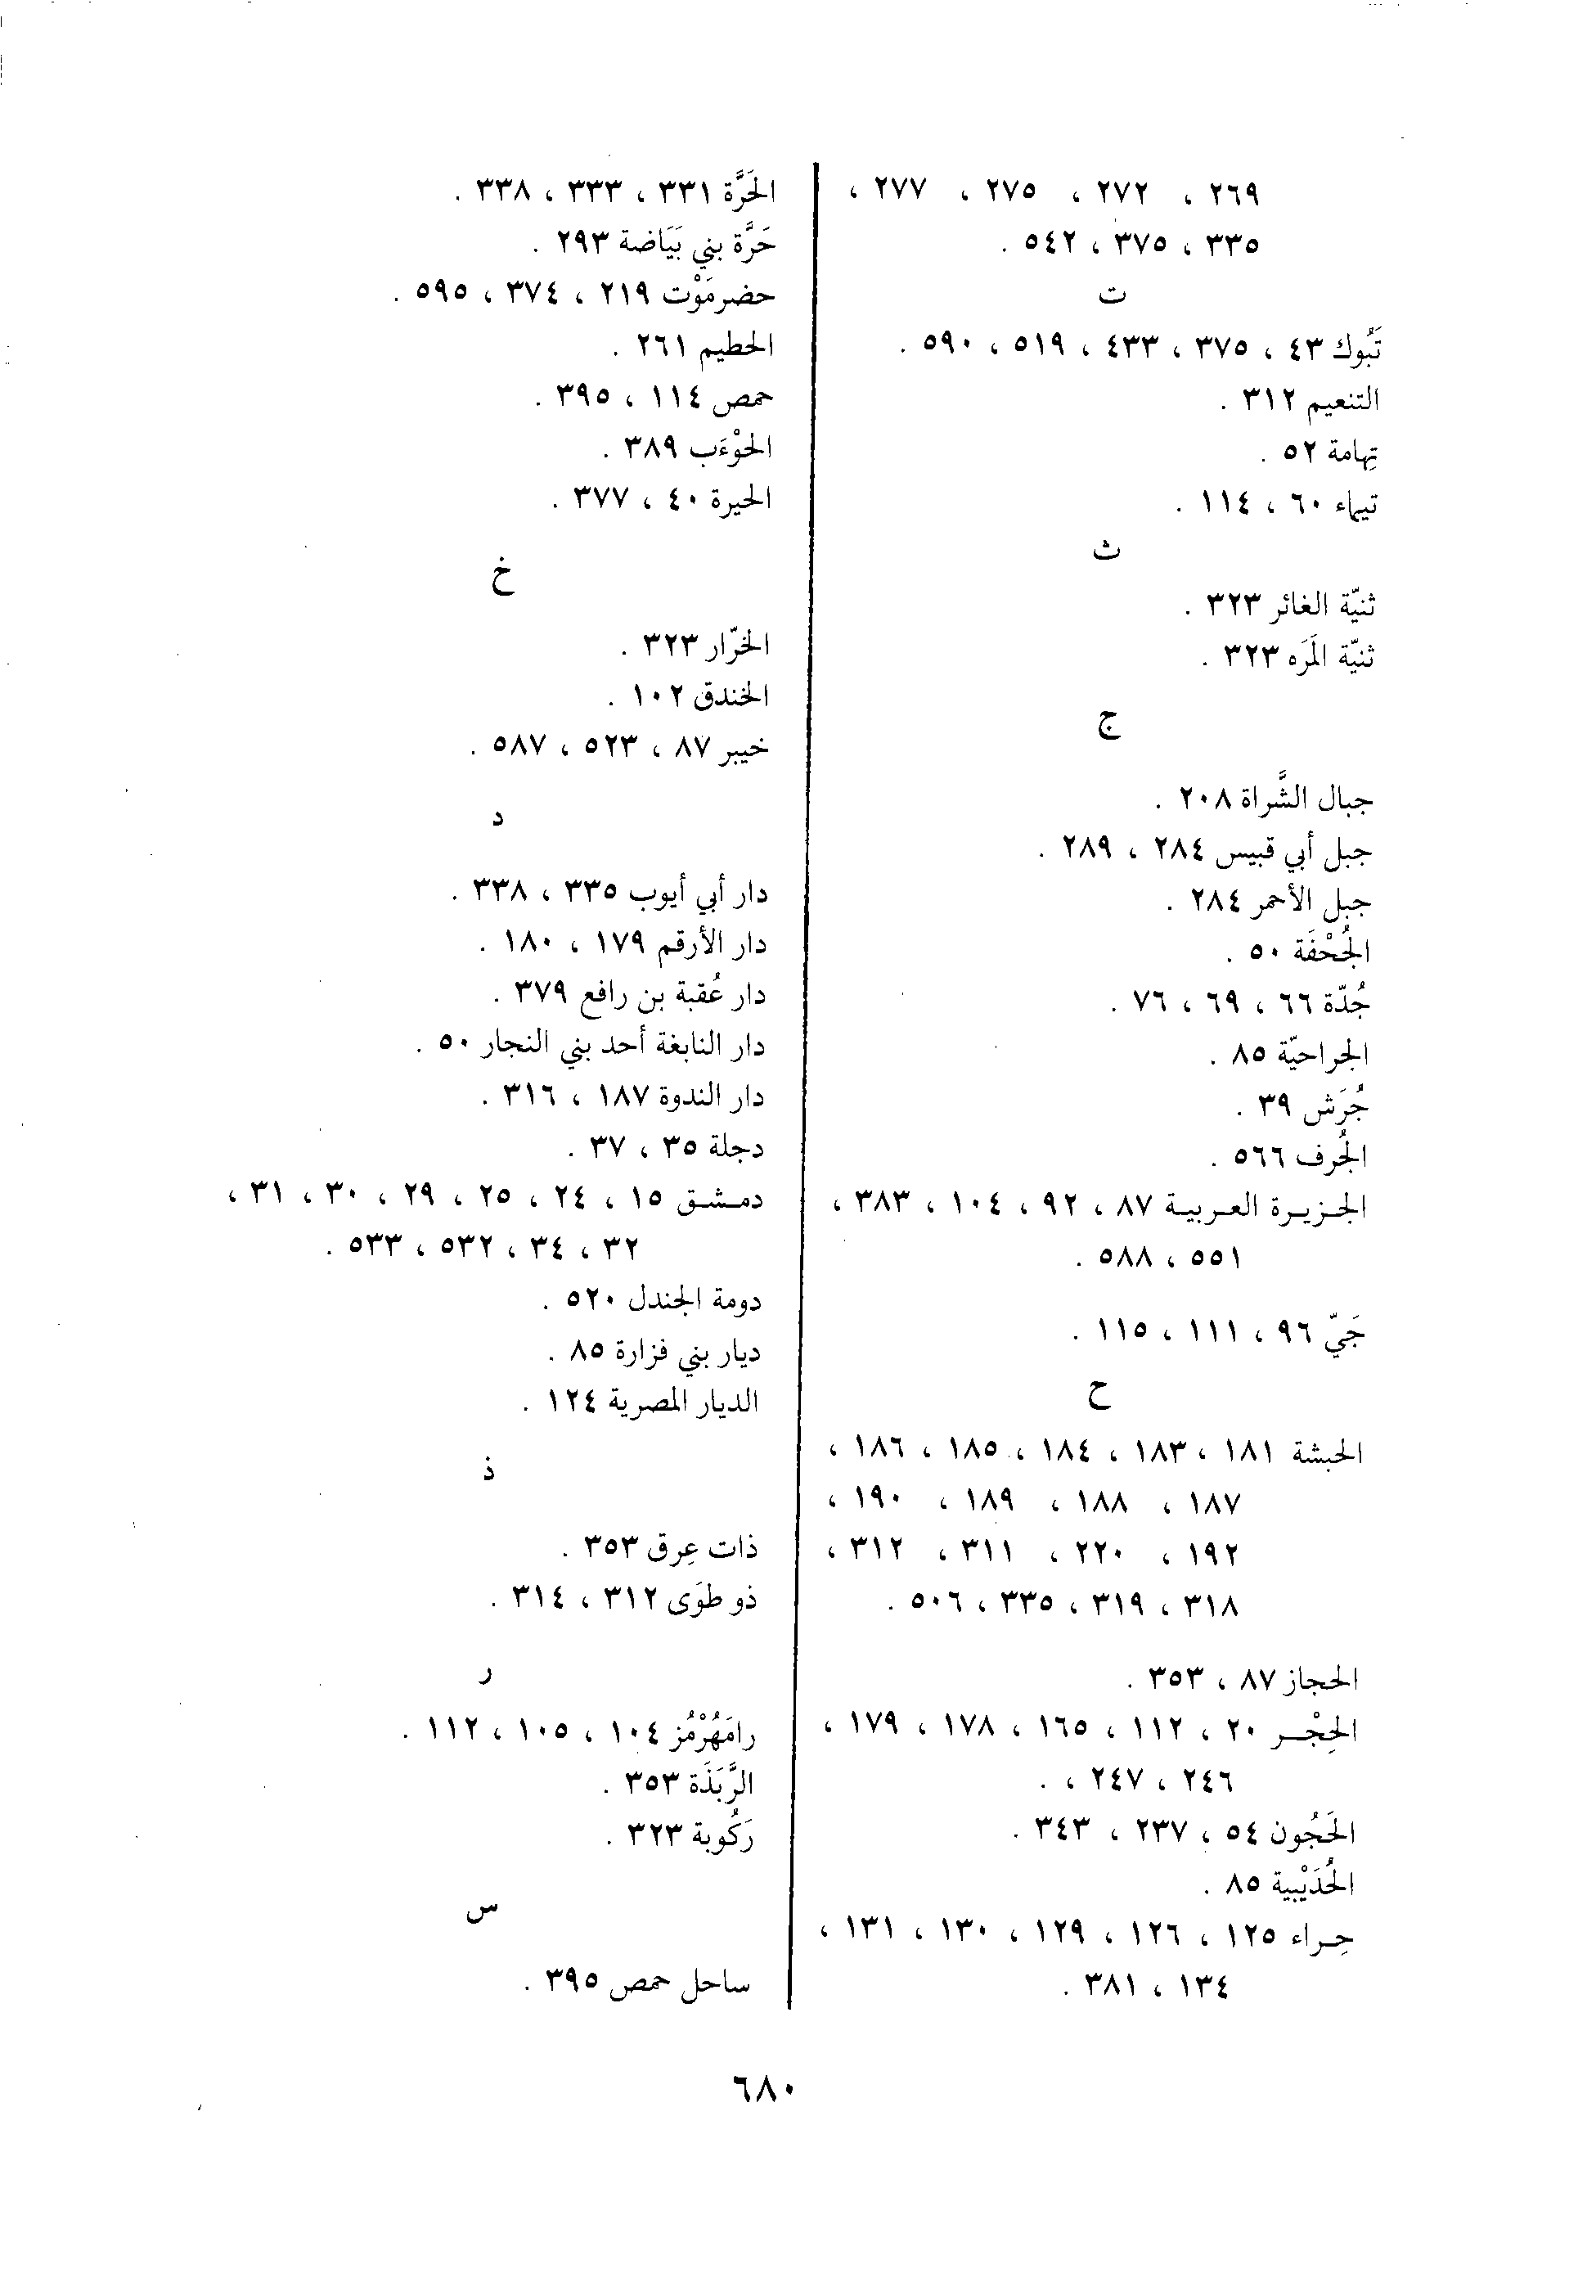 ٢٦٩ ، ٢٧٢ ، ٢٧٥ ، ٢٧٧ ،
٣٣٥ ، ٣٧٥ ، ٥٤٢ .
ت
تَبُوك ٤٣ ، ٣٧٥ ، ٤٣٣ ، ٥١٩ ، ٥٩٠ .
التنعيم ٣١٢ .
تِهامة ٥٢ .
تيماء ٦٠ ، ١١٤ .
ث
ثنيّة الغائر ٣٢٣ .
ثنيّة المَرَه ٣٢٣ .
ج
جبال الشَّراة ٢٠٨ .
جبل أبي قبيس ٢٨٤ ، ٢٨٩ .
جبل الأحمر ٢٨٤ .
الجُحْفَة ٥٠ .
جُدّة ٦٦ ، ٦٩ ، ٧٦ .
الجراحيّة ٨٥ .
جُرَش ٣٩ .
الجُرف ٥٦٦ .
الجزيرة العربية ٨٧ ، ٩٢ ، ١٠٤ ، ٣٨٣ ،
٥٥١ ، ٥٨٨ .
جَيّ ٩٦ ، ١١١ ، ١١٥ .
ح
الحبشة ١٨١ ، ١٨٣ ، ١٨٤ ، ١٨٥ ، ١٨٦ ،
١٨٧ ، ١٨٨ ، ١٨٩ ، ١٩٠ ،
١٩٢ ، ٢٢٠ ، ٣١١ ، ٣١٢ ،
٣١٨ ، ٣١٩ ، ٣٣٥ ، ٥٠٦ .
الحجاز ٨٧ ، ٣٥٣ .
الحِجْر ٢٠ ، ١١٢ ، ١٦٥ ، ١٧٨ ، ١٧٩ ،
٢٤٦ ، ٢٤٧ ، .
الحَجُون ٥٤ ، ٢٣٧ ، ٣٤٣ .
الحُدَيْبية ٨٥ .
حِراء ١٢٥ ، ١٢٦ ، ١٢٩ ، ١٣٠ ، ١٣١ ،
١٣٤ ، ٣٨١ .
الحَرَّة ٣٣١ ، ٣٣٣ ، ٣٣٨ .
حَرَّة بني بَيَاضة ٢٩٣ .
حضرمَوْت ٢١٩ ، ٣٧٤ ، ٥٩٥ .
الحطيم ٢٦١ .
حمص ١١٤ ، ٣٩٥ .
الحَوْءَب ٣٨٩ .
الحيرة ٤٠ ، ٣٧٧ .
خ
الخرّار ٣٢٣ .
الخندق ١٠٢ .
خيبر ٨٧ ، ٥٢٣ ، ٥٨٧ .
د
دار أبي أيوب ٣٣٥ ، ٣٣٨ .
دار الأرقم ١٧٩ ، ١٨٠ .
دار عُقبة بن رافع ٣٧٩ .
دار النابغة أحد بني النجار ٥٠ .
دار الندوة ١٨٧ ، ٣١٦ .
دجلة ٣٥ ، ٣٧ .
دمشق ١٥ ، ٢٤ ، ٢٥ ، ٢٩ ، ٣٠ ، ٣١ ،
٣٢ ، ٣٤ ، ٥٣٢ ، ٥٣٣ .
دومة الجندل ٥٢٠ .
ديار بني فزارة ٨٥ .
الديار المصرية ١٢٤ .
ذ
ذات عِرق ٣٥٣ .
ذو طوَى ٣١٢ ، ٣١٤ .
ر
رامَهُرْمُز ١٠٤ ، ١٠٥ ، ١١٢ .
الرَّبَذَة ٣٥٣ .
رَكُوبة ٣٢٣ .
س
ساحل حمص ٣٩٥ .
٦٨٠